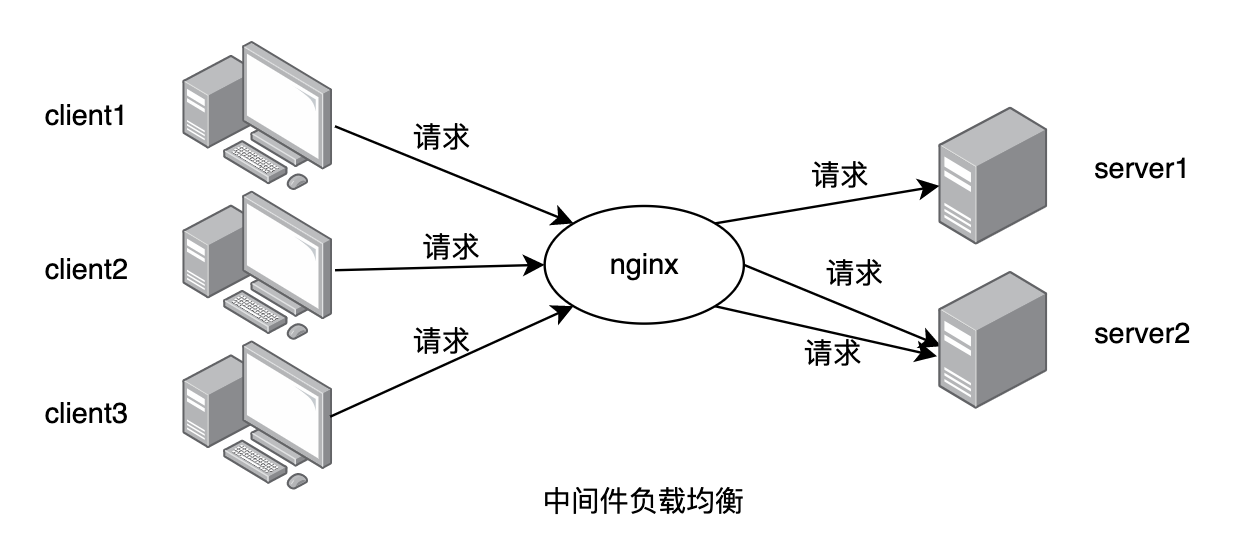 client1
请求
请求
server1
client2
请求
nginx
请求
client3
请求
请求
server2
中间件负载均衡